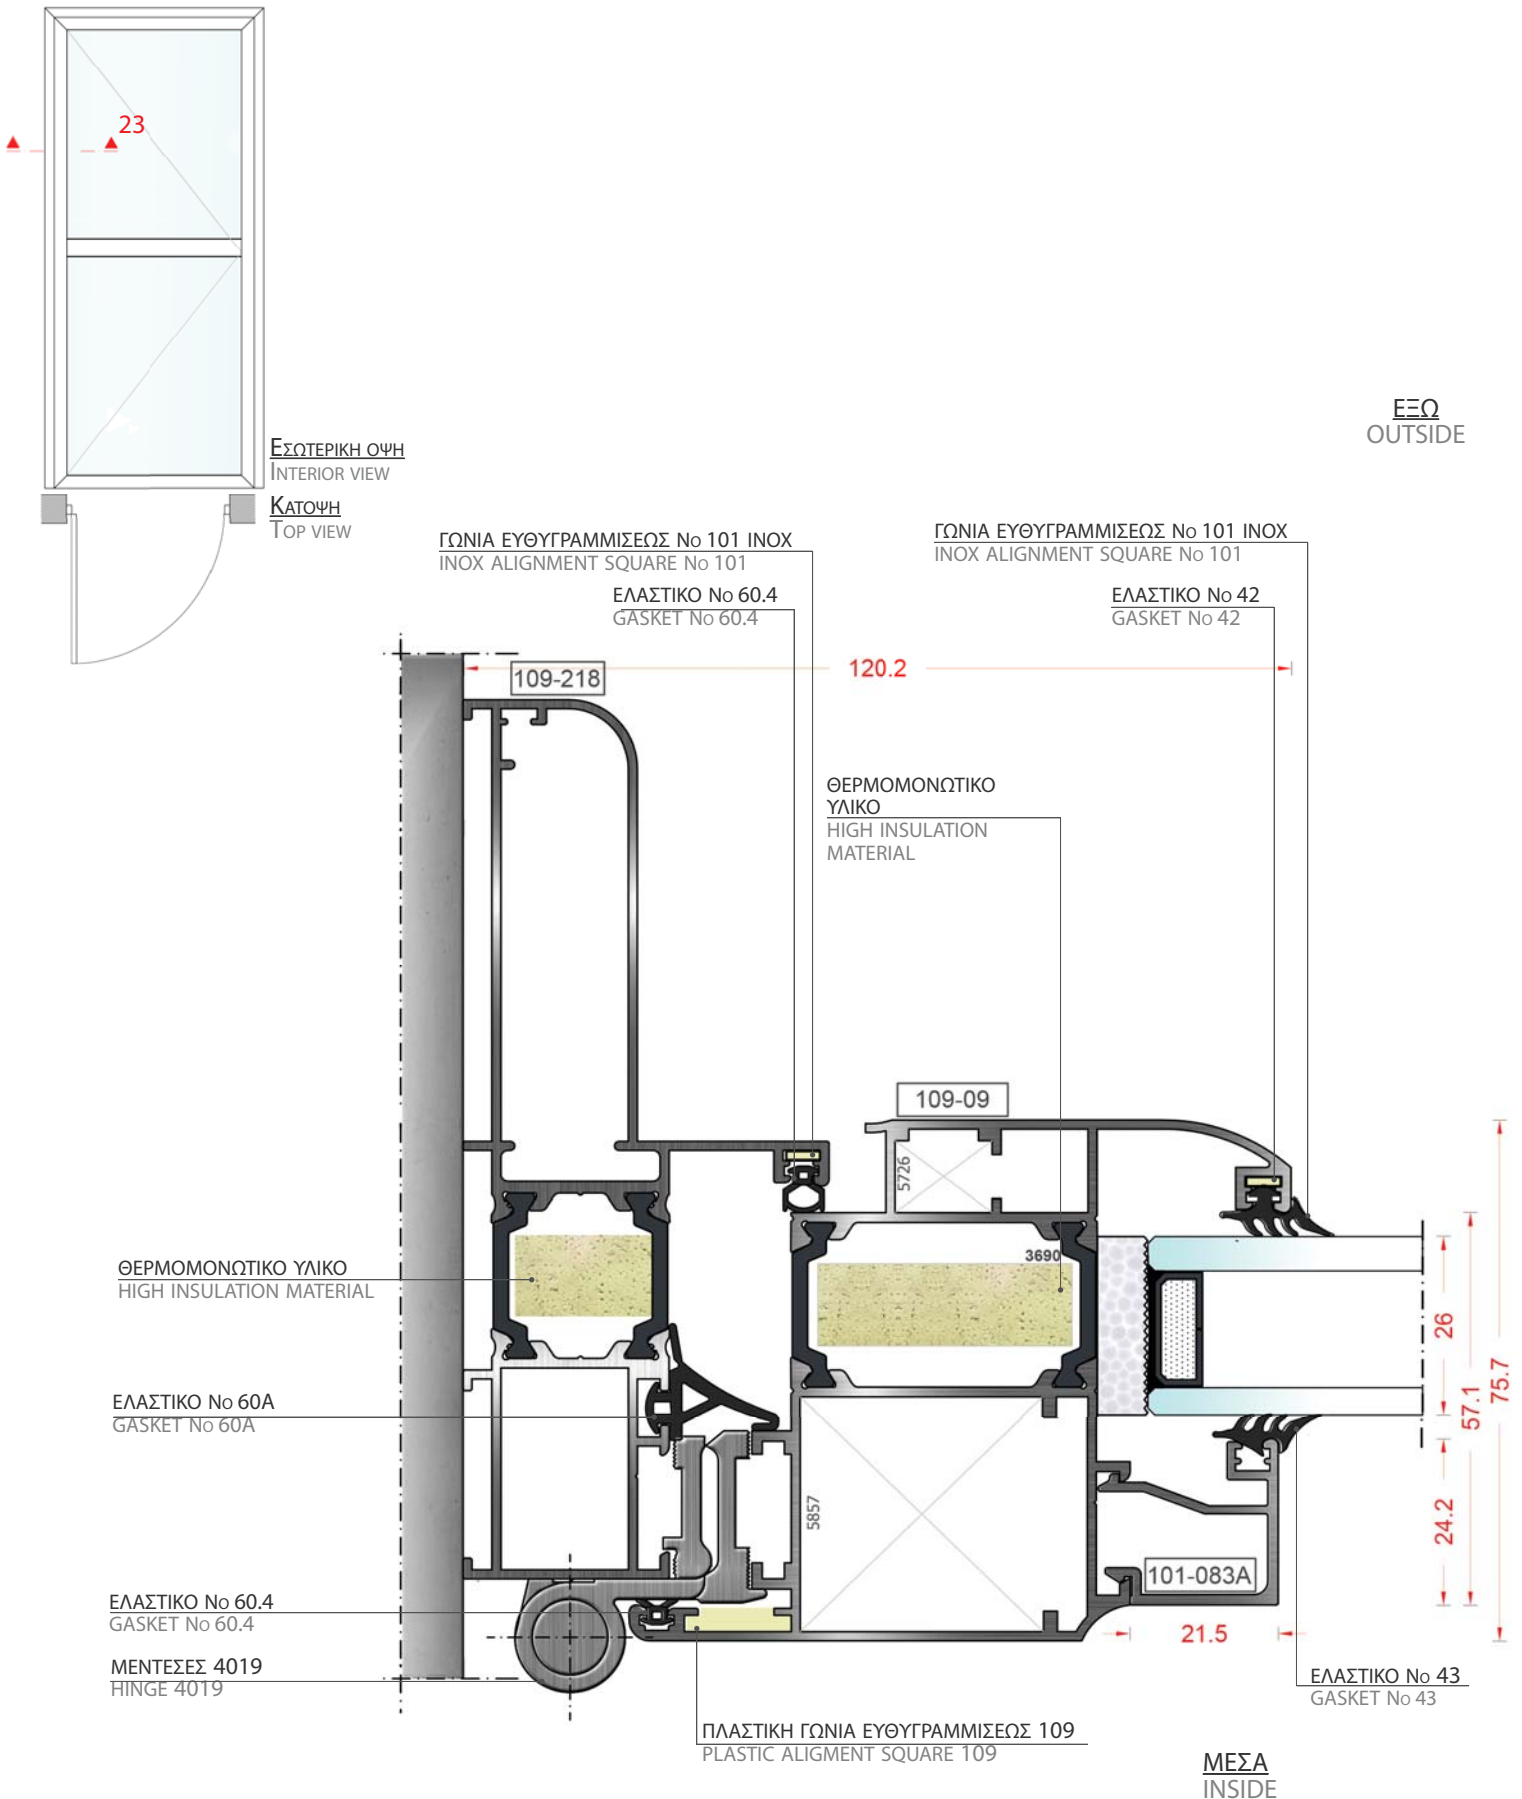 23
ΕΣΩΤΕΡΙΚΗ ΟΨΗ
INTERIOR VIEW
ΚΑΤΟΨΗ
TOP VIEW
ΕΞΩ
OUTSIDE
ΓΩΝΙΑ ΕΥΘΥΓΡΑΜΜΙΣΕΩΣ No 101 INOX
INOX ALIGNMENT SQUARE No 101
ΓΩΝΙΑ ΕΥΘΥΓΡΑΜΜΙΣΕΩΣ No 101 INOX
INOX ALIGNMENT SQUARE No 101
ΕΛΑΣΤΙΚΟ No 60.4
GASKET No 60.4
ΕΛΑΣΤΙΚΟ No 42
GASKET No 42
120.2
109-218
ΘΕΡΜΟΜΟΝΩΤΙΚΟ
ΥΛΙΚΟ
HIGH INSULATION
MATERIAL
109-09
5726
3690
ΘΕΡΜΟΜΟΝΩΤΙΚΟ ΥΛΙΚΟ
HIGH INSULATION MATERIAL
26
57.1
75.7
24.2
ΕΛΑΣΤΙΚΟ No 60A
GASKET No 60A
5857
101-083A
21.5
ΕΛΑΣΤΙΚΟ No 60.4
GASKET No 60.4
ΜΕΝΤΕΣΕΣ 4019
HINGE 4019
ΕΛΑΣΤΙΚΟ No 43
GASKET No 43
ΠΛΑΣΤΙΚΗ ΓΩΝΙΑ ΕΥΘΥΓΡΑΜΜΙΣΕΩΣ 109
PLASTIC ALIGMENT SQUARE 109
ΜΕΣΑ
INSIDE